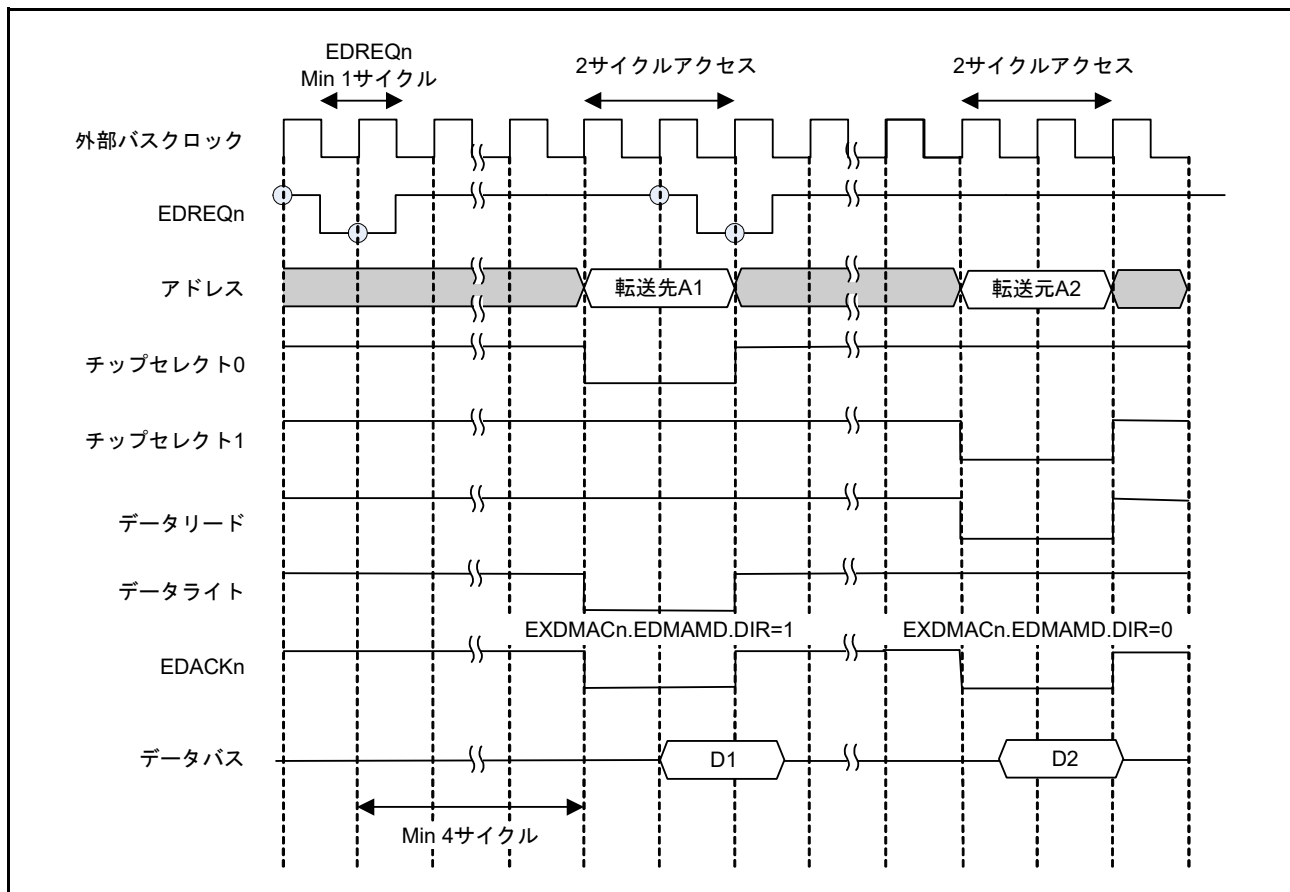 EDREQn
Min 1サイクル
2サイクルアクセス
2サイクルアクセス
外部バスクロック
EDREQn
アドレス
転送先A1
転送元A2
チップセレクト0
チップセレクト1
データリード
データライト
EXDMACn.EDMAMD.DIR=1
EXDMACn.EDMAMD.DIR=0
EDACKn
データバス
D1
D2
Min 4サイクル